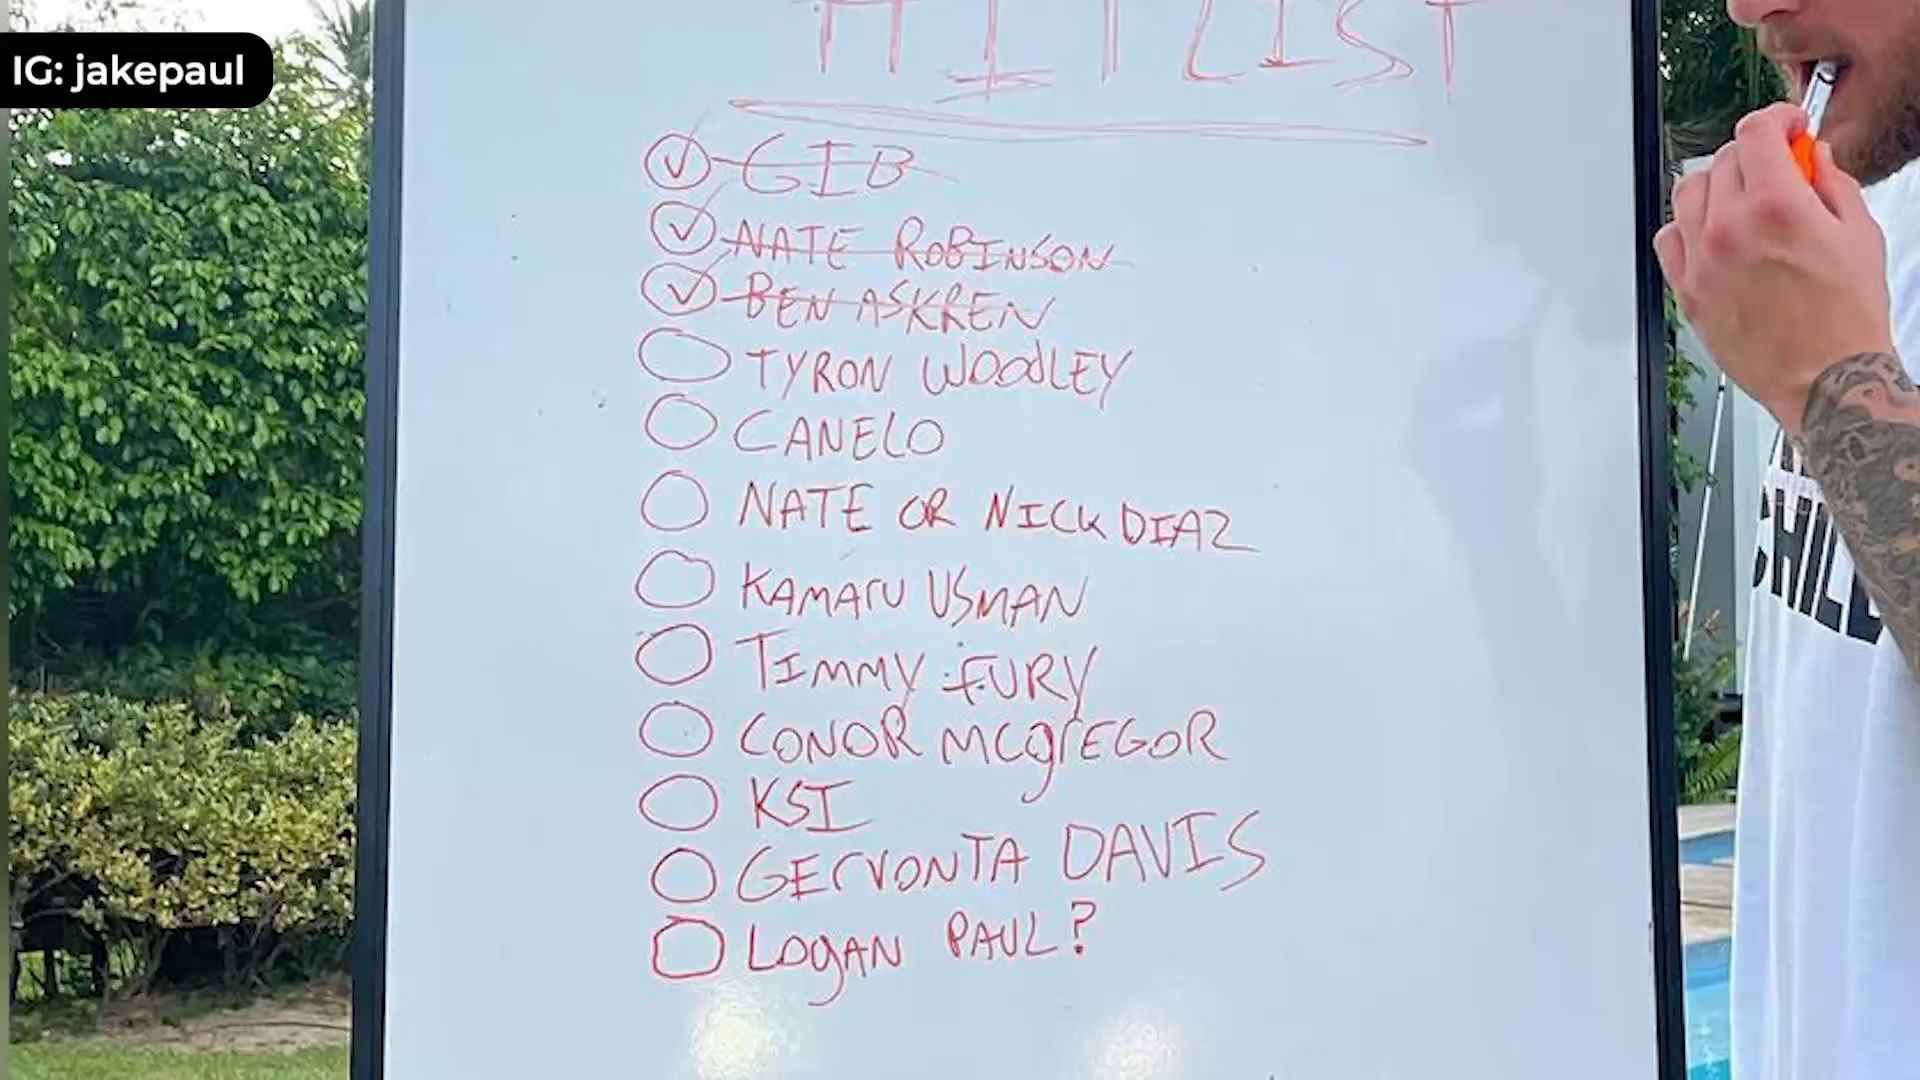 IG: jakepaul
HITLIST
GIB
NATE ROBINSON
BEN ASKREN
TYRON WOODLEY
CANELO
NATE OR NICK DIAZ
KAMARU USMAN
TIMMY FURY
CONOR McgrEGOR
KSI
GERVONTA DAVIS
LOGAN PAUL?
CHILL